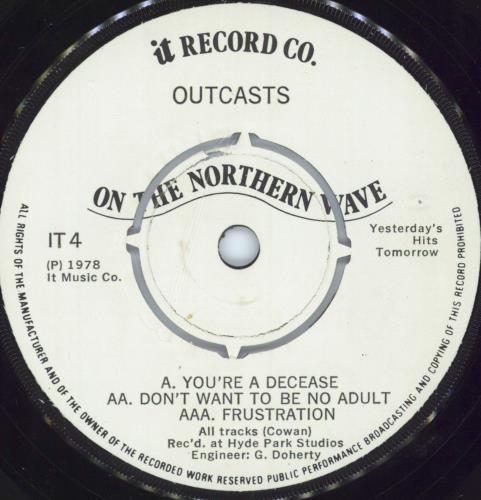 it RECORD CO.
OUTCASTS
ON THE NORTHERN WAVE
IT 4
(P) 1978
It Music Co.
Yesterday's
Hits
Tomorrow
A. YOU'RE A DECEASE
AA. DON'T WANT TO BE NO ADULT
AAA. FRUSTRATION
All tracks (Cowan)
Rec'd. at Hyde Park Studios
Engineer: G. Doherty
ALL RIGHTS OF THE MANUFACTURER AND OF THE OWNER OF THE RECORDED WORK RESERVED PUBLIC PERFORMANCE BROADCASTING AND COPYING OF THIS RECORD PROHIBITED